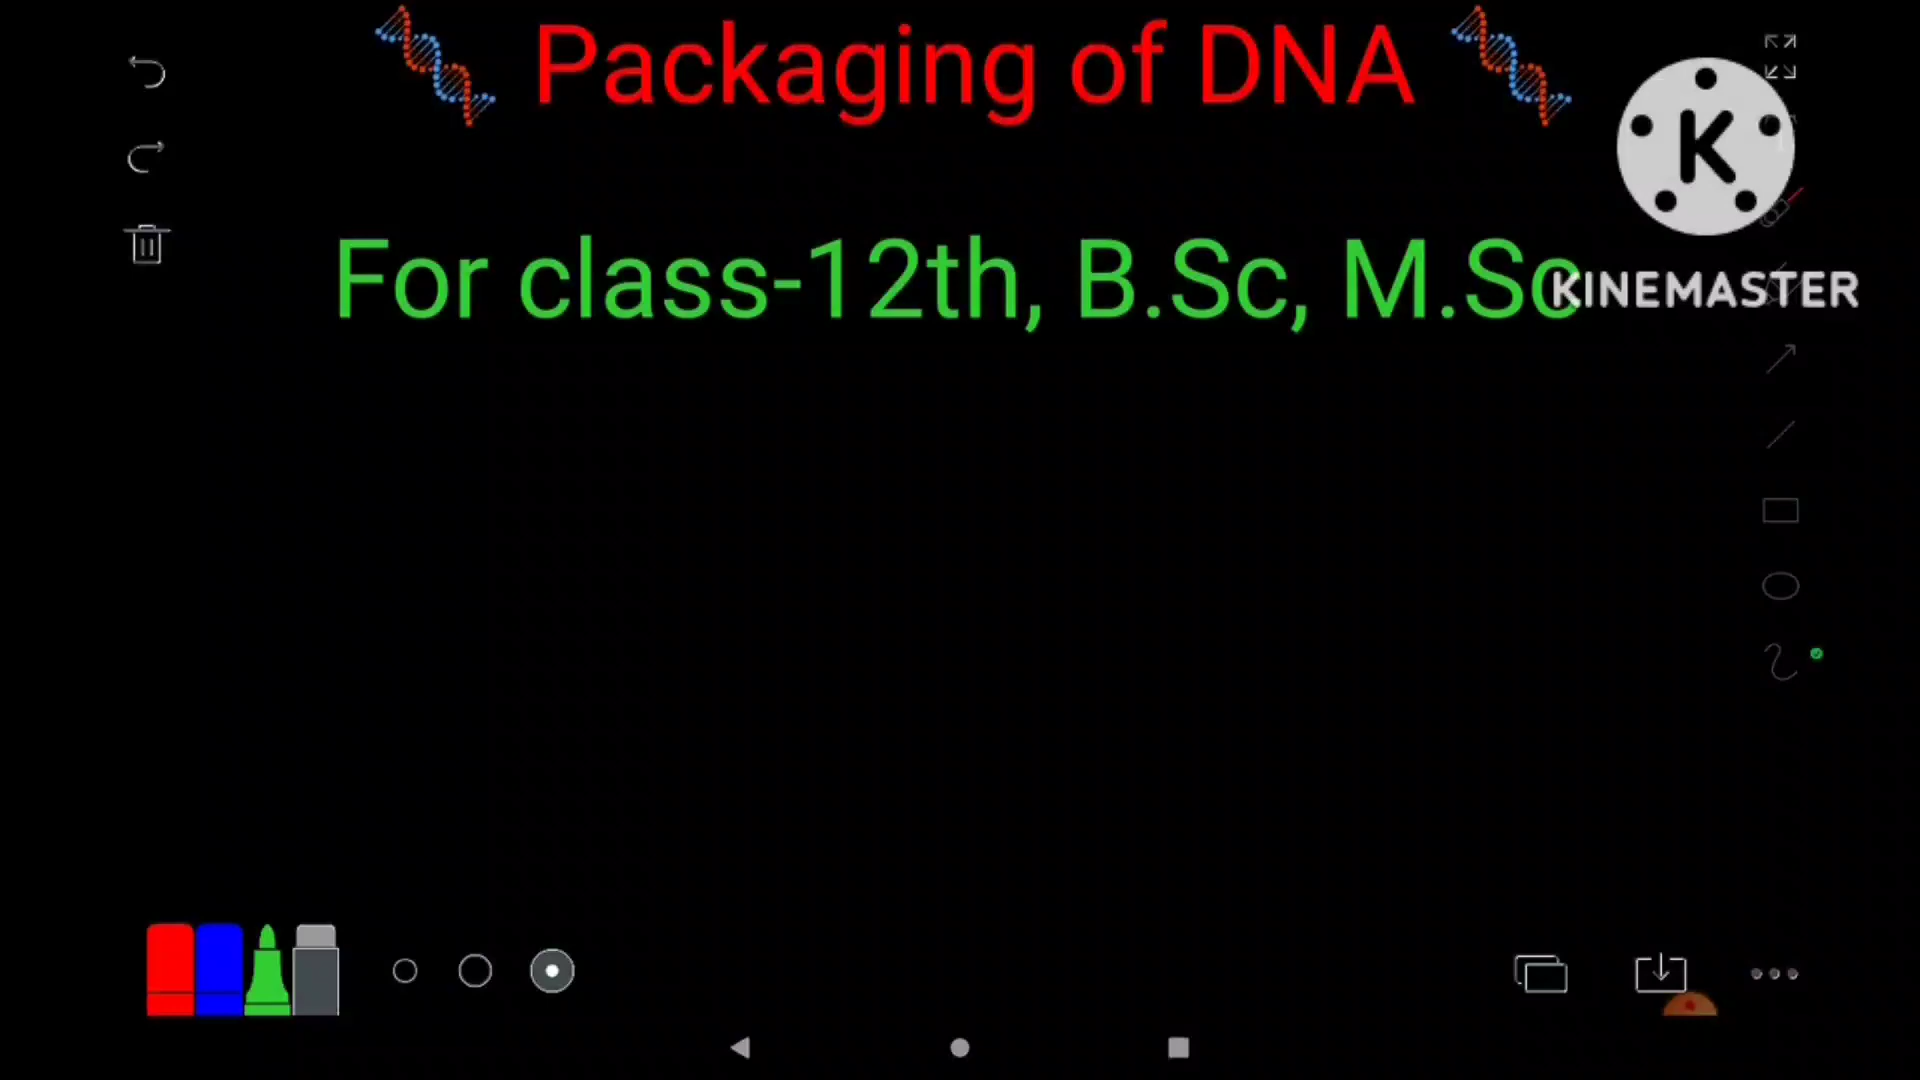 🧬 Packaging of DNA 🧬
K
For class-12th, B.Sc, M.Sc
KINEMASTER